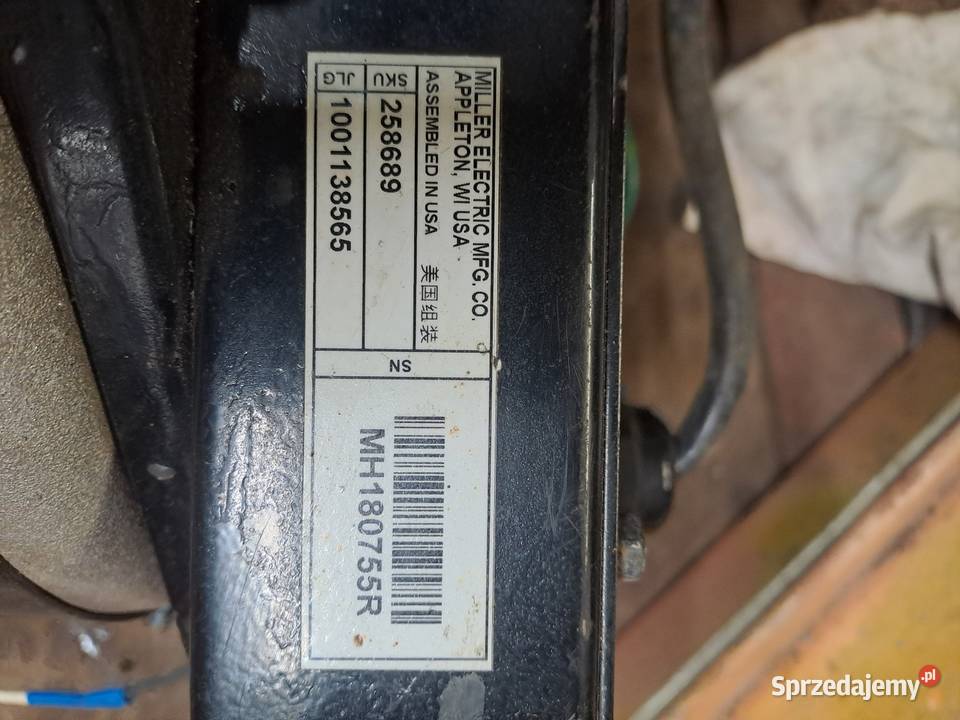 MILLER ELECTRIC MFG. CO.
APPLETON, WI USA
ASSEMBLED IN USA 美国组装
SKU 258689
JLG 1001138565
SN
MH180755R
Sprzedajemy.pl